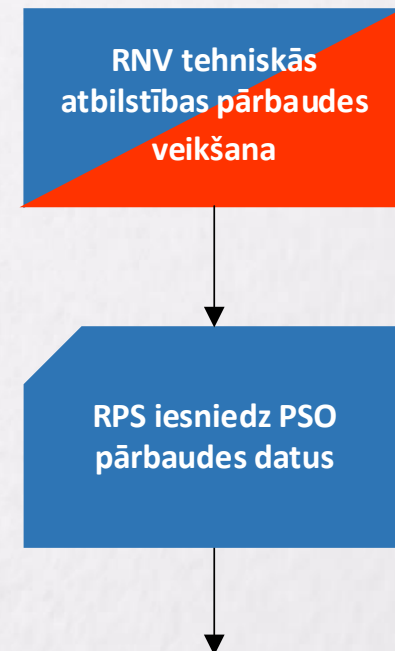 RNV tehniskās
atbilstības pārbaudes
veikšana
RPS iesniedz PSO
pārbaudes datus